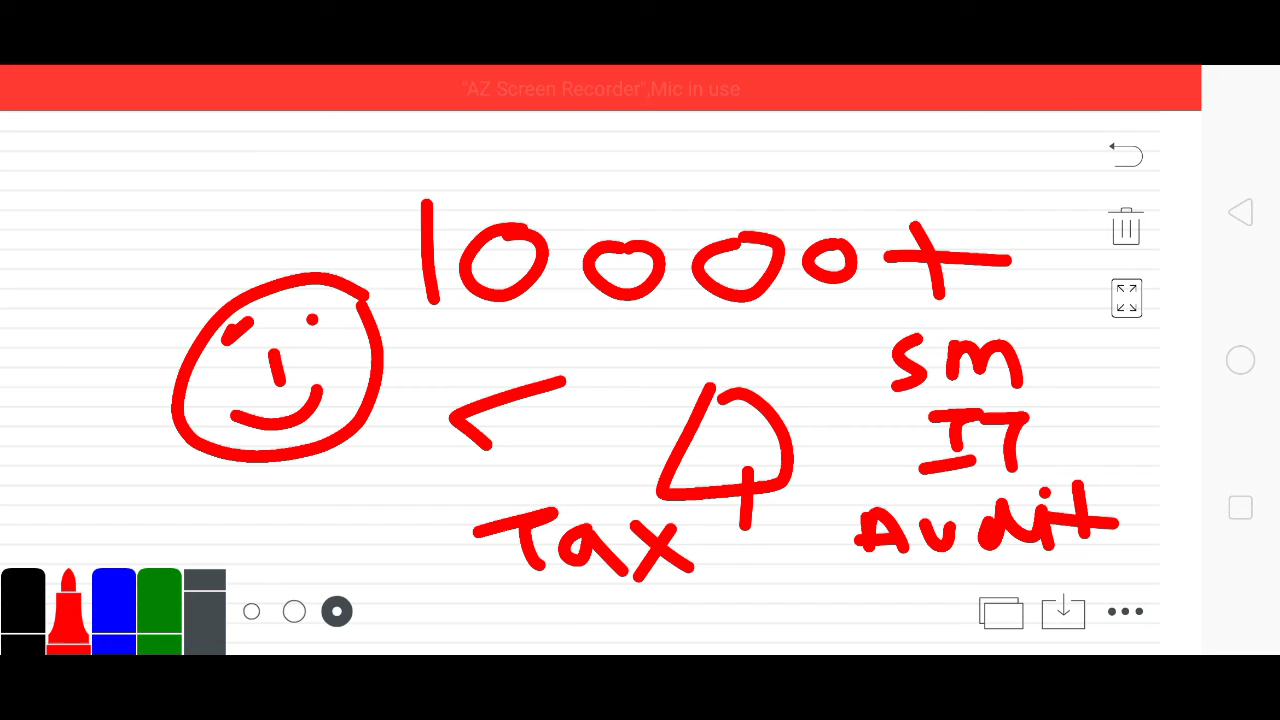 "AZ Screen Recorder",Mic in use
10000+
SM
<
IT
Tax
Audit